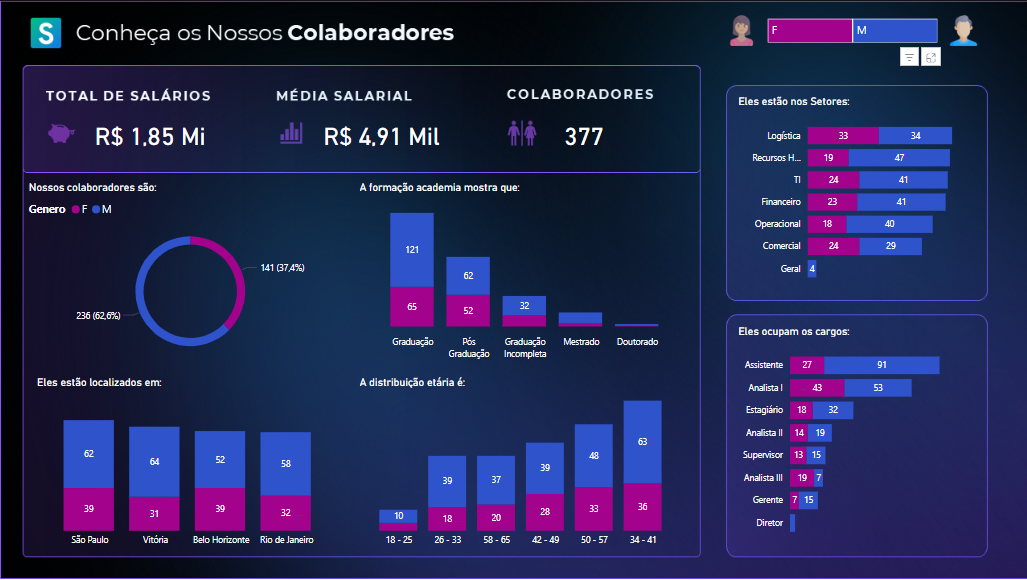 S Conheça os Nossos Colaboradores
F M
TOTAL DE SALÁRIOS
R$ 1,85 Mi
MÉDIA SALARIAL
R$ 4,91 Mil
COLABORADORES
377
Nossos colaboradores são:
Genero F M
141 (37,4%)
236 (62,6%)
A formação academia mostra que:
121
65
62
52
32
Graduação
Pós
Graduação
Graduação
Incompleta
Mestrado
Doutorado
Eles estão localizados em:
62 64 52 58
39 31 39 32
São Paulo Vitória Belo Horizonte Rio de Janeiro
A distribuição etária é:
10 39 37 39 48 63
18 20 28 33 36
18 - 25 26 - 33 58 - 65 42 - 49 50 - 57 34 - 41
Eles estão nos Setores:
Logística 33 34
Recursos H... 19 47
TI 24 41
Financeiro 23 41
Operacional 18 40
Comercial 24 29
Geral 4
Eles ocupam os cargos:
Assistente 27 91
Analista I 43 53
Estagiário 18 32
Analista II 14 19
Supervisor 13 15
Analista III 19 7
Gerente 7 15
Diretor